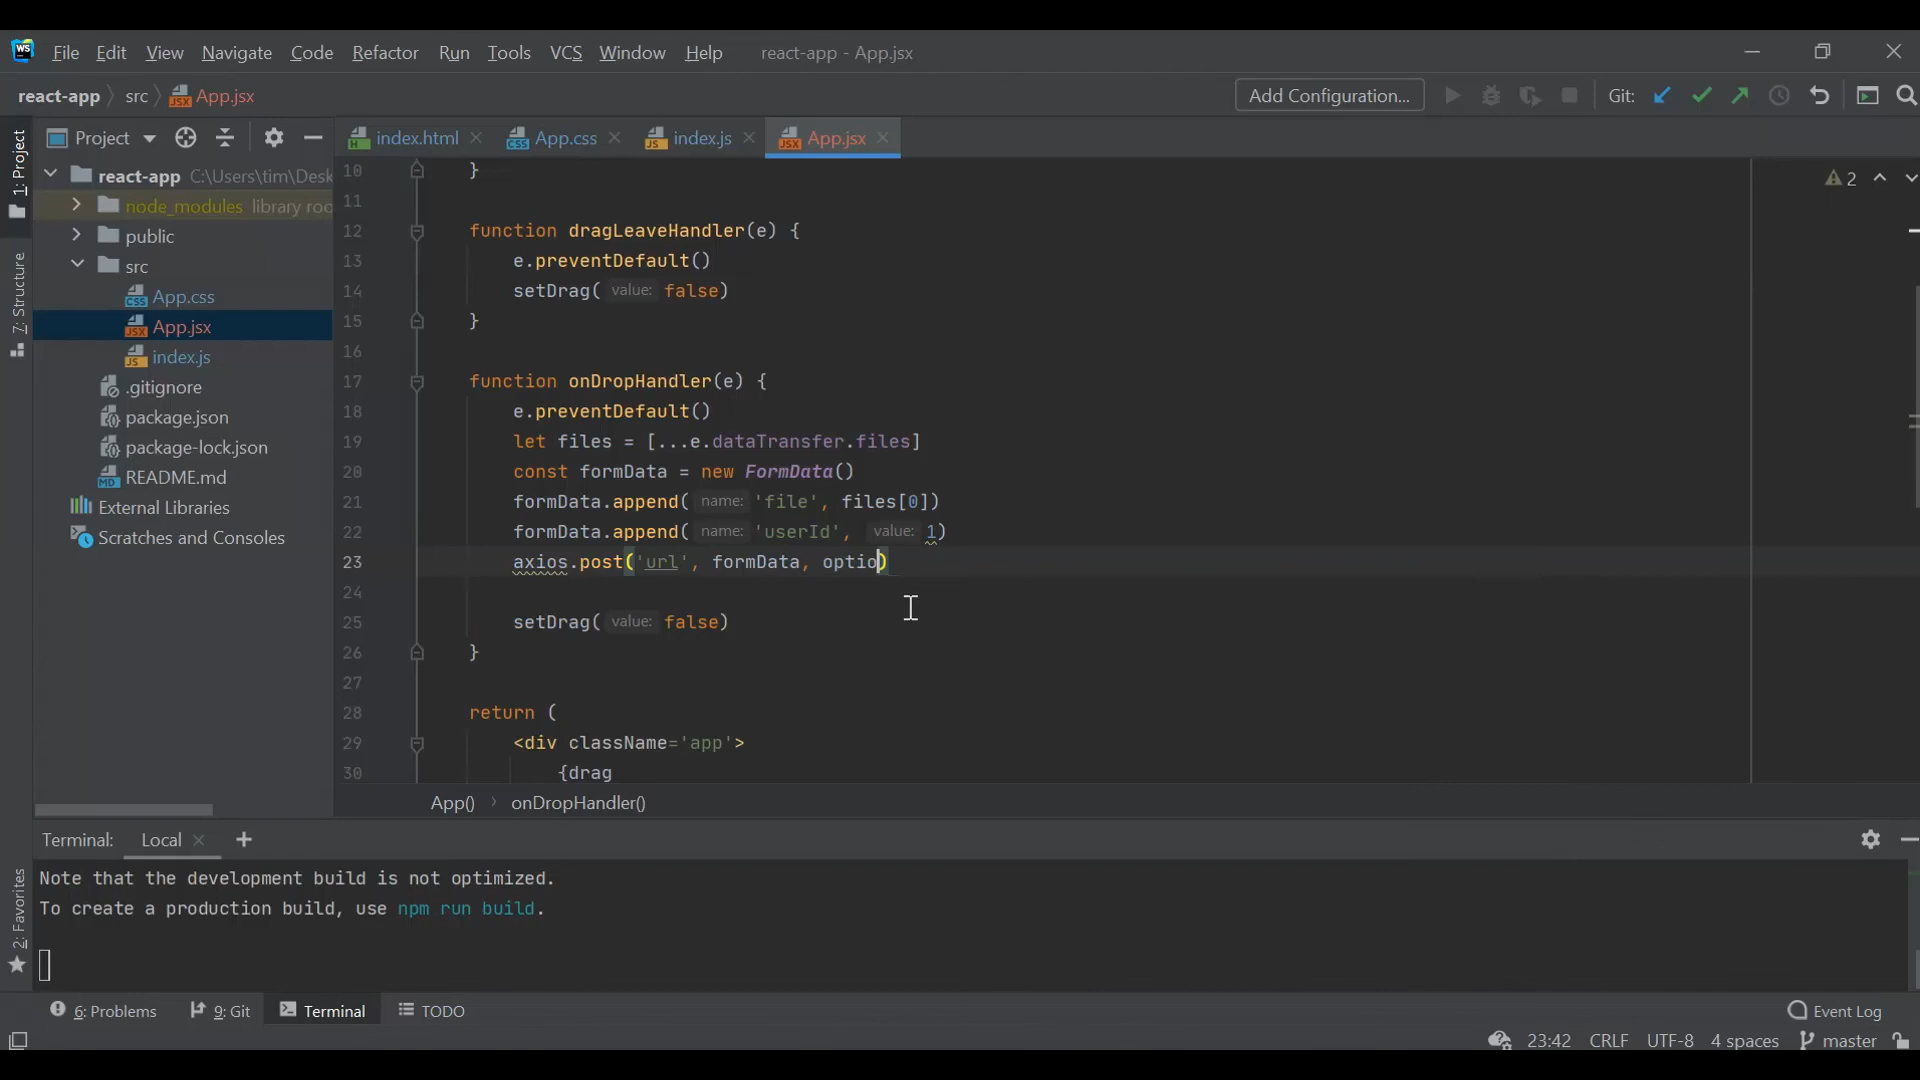 WS File Edit View Navigate Code Refactor Run Tools VCS Window Help react-app - App.jsx
react-app src App.jsx Add Configuration... Git:
Project index.html App.css index.js App.jsx
1: Project
7: Structure
2: Favorites
react-app C:\Users\tim\Desk
node_modules library roo
public
src
App.css
App.jsx
index.js
.gitignore
package.json
package-lock.json
README.md
External Libraries
Scratches and Consoles
2
10 }
11
12 function dragLeaveHandler(e) {
13 e.preventDefault()
14 setDrag( value: false)
15 }
16
17 function onDropHandler(e) {
18 e.preventDefault()
19 let files = [...e.dataTransfer.files]
20 const formData = new FormData()
21 formData.append( name: 'file', files[0])
22 formData.append( name: 'userId', value: 1)
23 axios.post('url', formData, optio)
24
25 setDrag( value: false)
26 }
27
28 return (
29 <div className='app'>
30 {drag
App() onDropHandler()
Terminal: Local +
Note that the development build is not optimized.
To create a production build, use npm run build.
6: Problems 9: Git Terminal TODO Event Log
23:42 CRLF UTF-8 4 spaces master